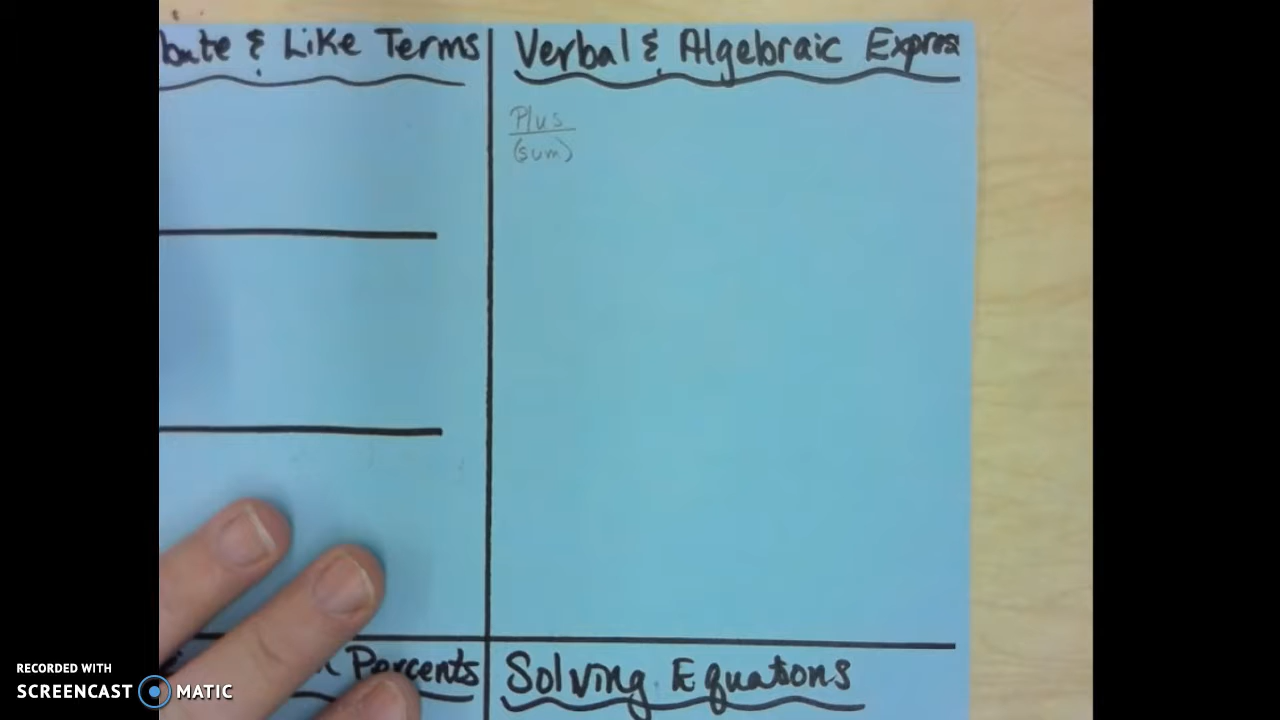 bute & Like Terms
Verbal & Algebraic Expres
Plus
(sum)
Percents
Solving Equations
RECORDED WITH
SCREENCAST MATIC